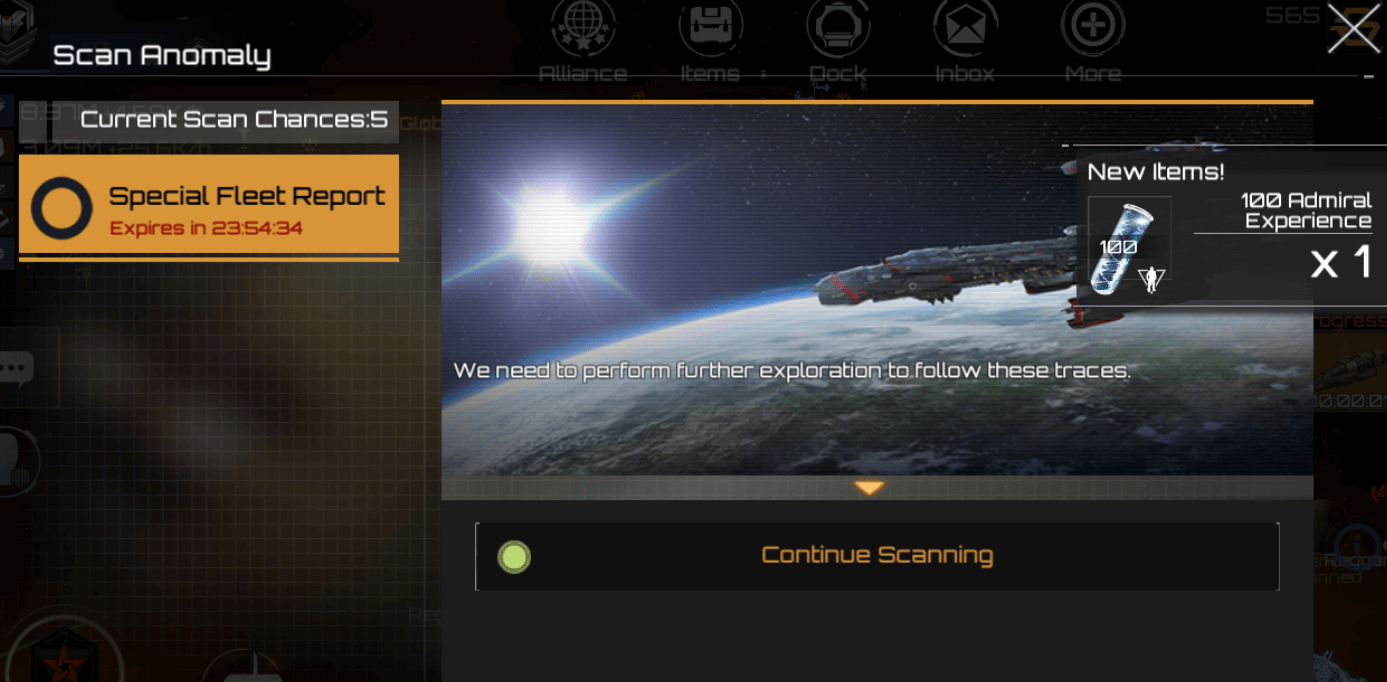 Alliance
Items
Dock
Inbox
More
565
Scan Anomaly
Current Scan Chances:5
Special Fleet Report
Expires in 23:54:34
New Items!
100 Admiral
Experience
100
x 1
We need to perform further exploration to follow these traces.
Continue Scanning